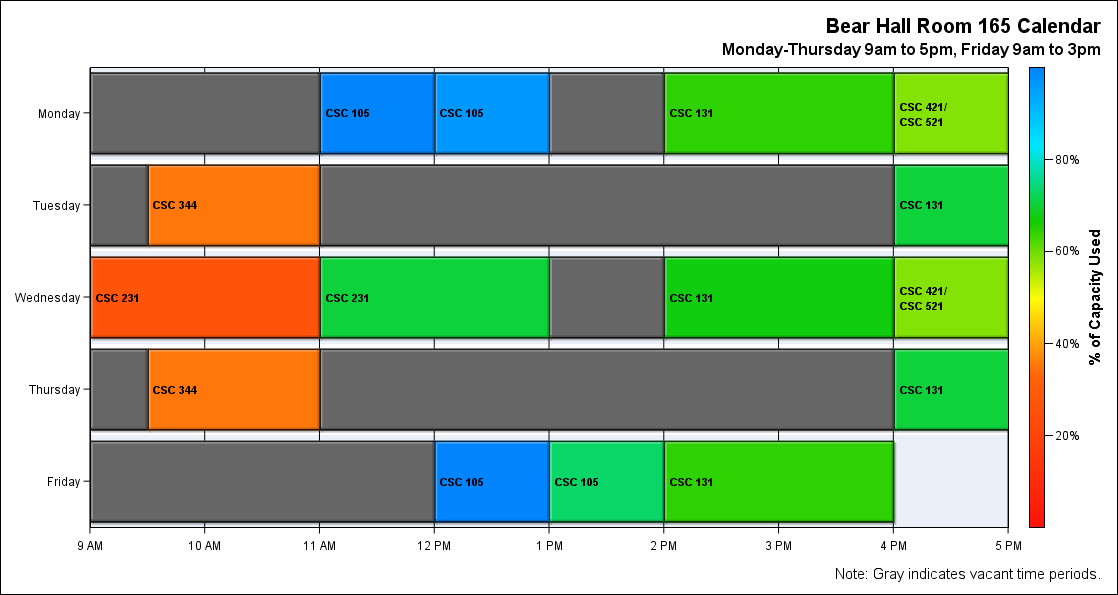 Bear Hall Room 165 Calendar
Monday-Thursday 9am to 5pm, Friday 9am to 3pm
Monday
CSC 105
CSC 105
CSC 131
CSC 421/
CSC 521
Tuesday
CSC 344
CSC 131
Wednesday
CSC 231
CSC 231
CSC 131
CSC 421/
CSC 521
Thursday
CSC 344
CSC 131
Friday
CSC 105
CSC 105
CSC 131
9 AM
10 AM
11 AM
12 PM
1 PM
2 PM
3 PM
4 PM
5 PM
80%
60%
40%
20%
% of Capacity Used
Note: Gray indicates vacant time periods.